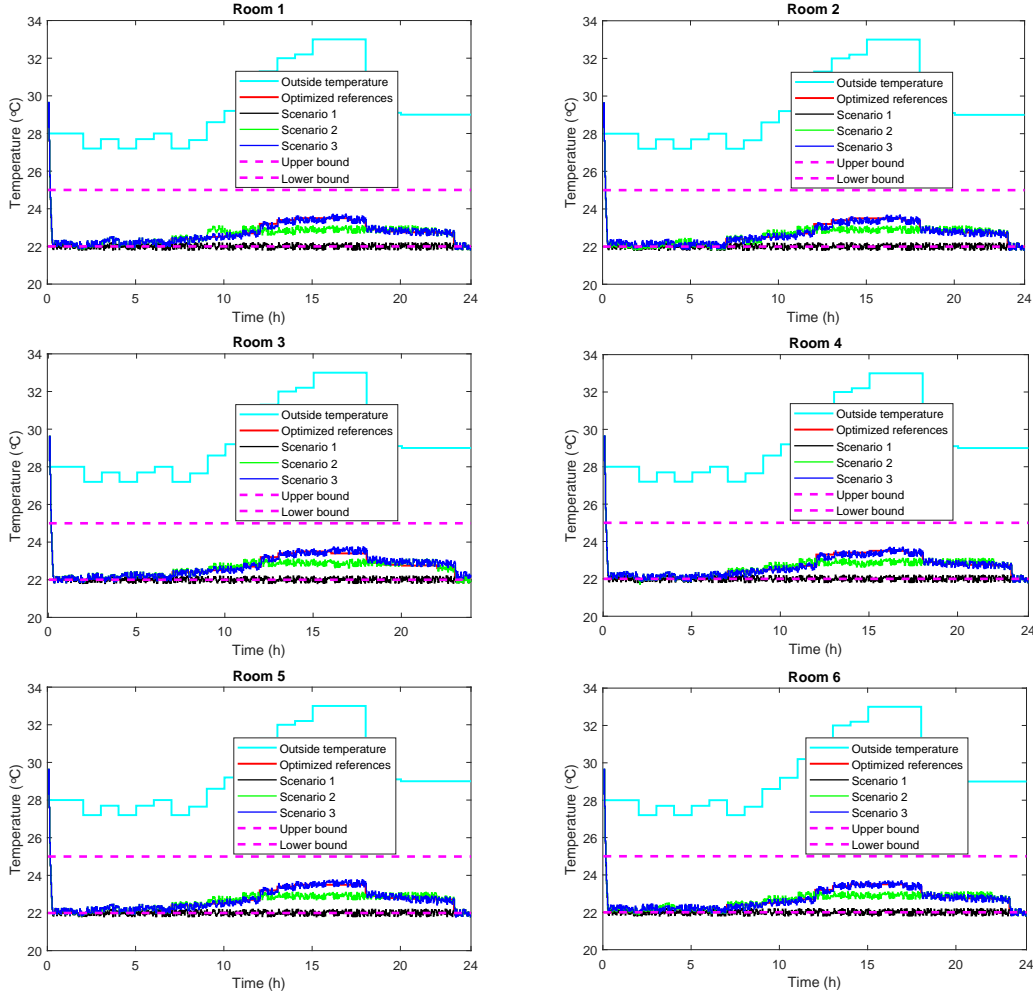 Room 1
34
32
30
28
26
24
22
20
Temperature (°C)
Outside temperature
Optimized references
Scenario 1
Scenario 2
Scenario 3
Upper bound
Lower bound
0 5 10 15 20 24
Time (h)
Room 2
34
32
30
28
26
24
22
20
Temperature (°C)
Outside temperature
Optimized references
Scenario 1
Scenario 2
Scenario 3
Upper bound
Lower bound
0 5 10 15 20 24
Time (h)
Room 3
34
32
30
28
26
24
22
20
Temperature (°C)
Outside temperature
Optimized references
Scenario 1
Scenario 2
Scenario 3
Upper bound
Lower bound
0 5 10 15 20
Time (h)
Room 4
34
32
30
28
26
24
22
20
Temperature (°C)
Outside temperature
Optimized references
Scenario 1
Scenario 2
Scenario 3
Upper bound
Lower bound
0 5 10 15 20 24
Time (h)
Room 5
34
32
30
28
26
24
22
20
Temperature (°C)
Outside temperature
Optimized references
Scenario 1
Scenario 2
Scenario 3
Upper bound
Lower bound
0 5 10 15 20 24
Time (h)
Room 6
34
32
30
28
26
24
22
20
Temperature (°C)
Outside temperature
Optimized references
Scenario 1
Scenario 2
Scenario 3
Upper bound
Lower bound
0 5 10 15 20 24
Time (h)